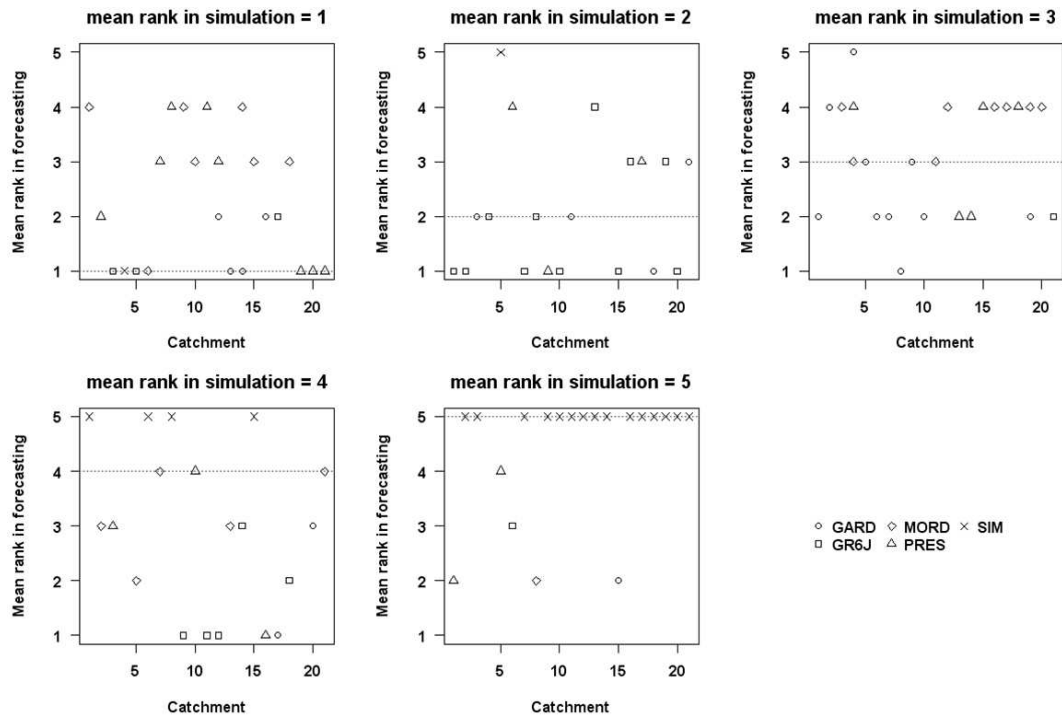 mean rank in simulation = 1
mean rank in simulation = 2
mean rank in simulation = 3
Mean rank in forecasting
5
4
3
2
1
5
10
15
20
Catchment
Mean rank in forecasting
5
4
3
2
1
5
10
15
20
Catchment
Mean rank in forecasting
5
4
3
2
1
5
10
15
20
Catchment
mean rank in simulation = 4
mean rank in simulation = 5
Mean rank in forecasting
5
4
3
2
1
5
10
15
20
Catchment
Mean rank in forecasting
5
4
3
2
1
5
10
15
20
Catchment
GARD MORD SIM
GR6J PRES